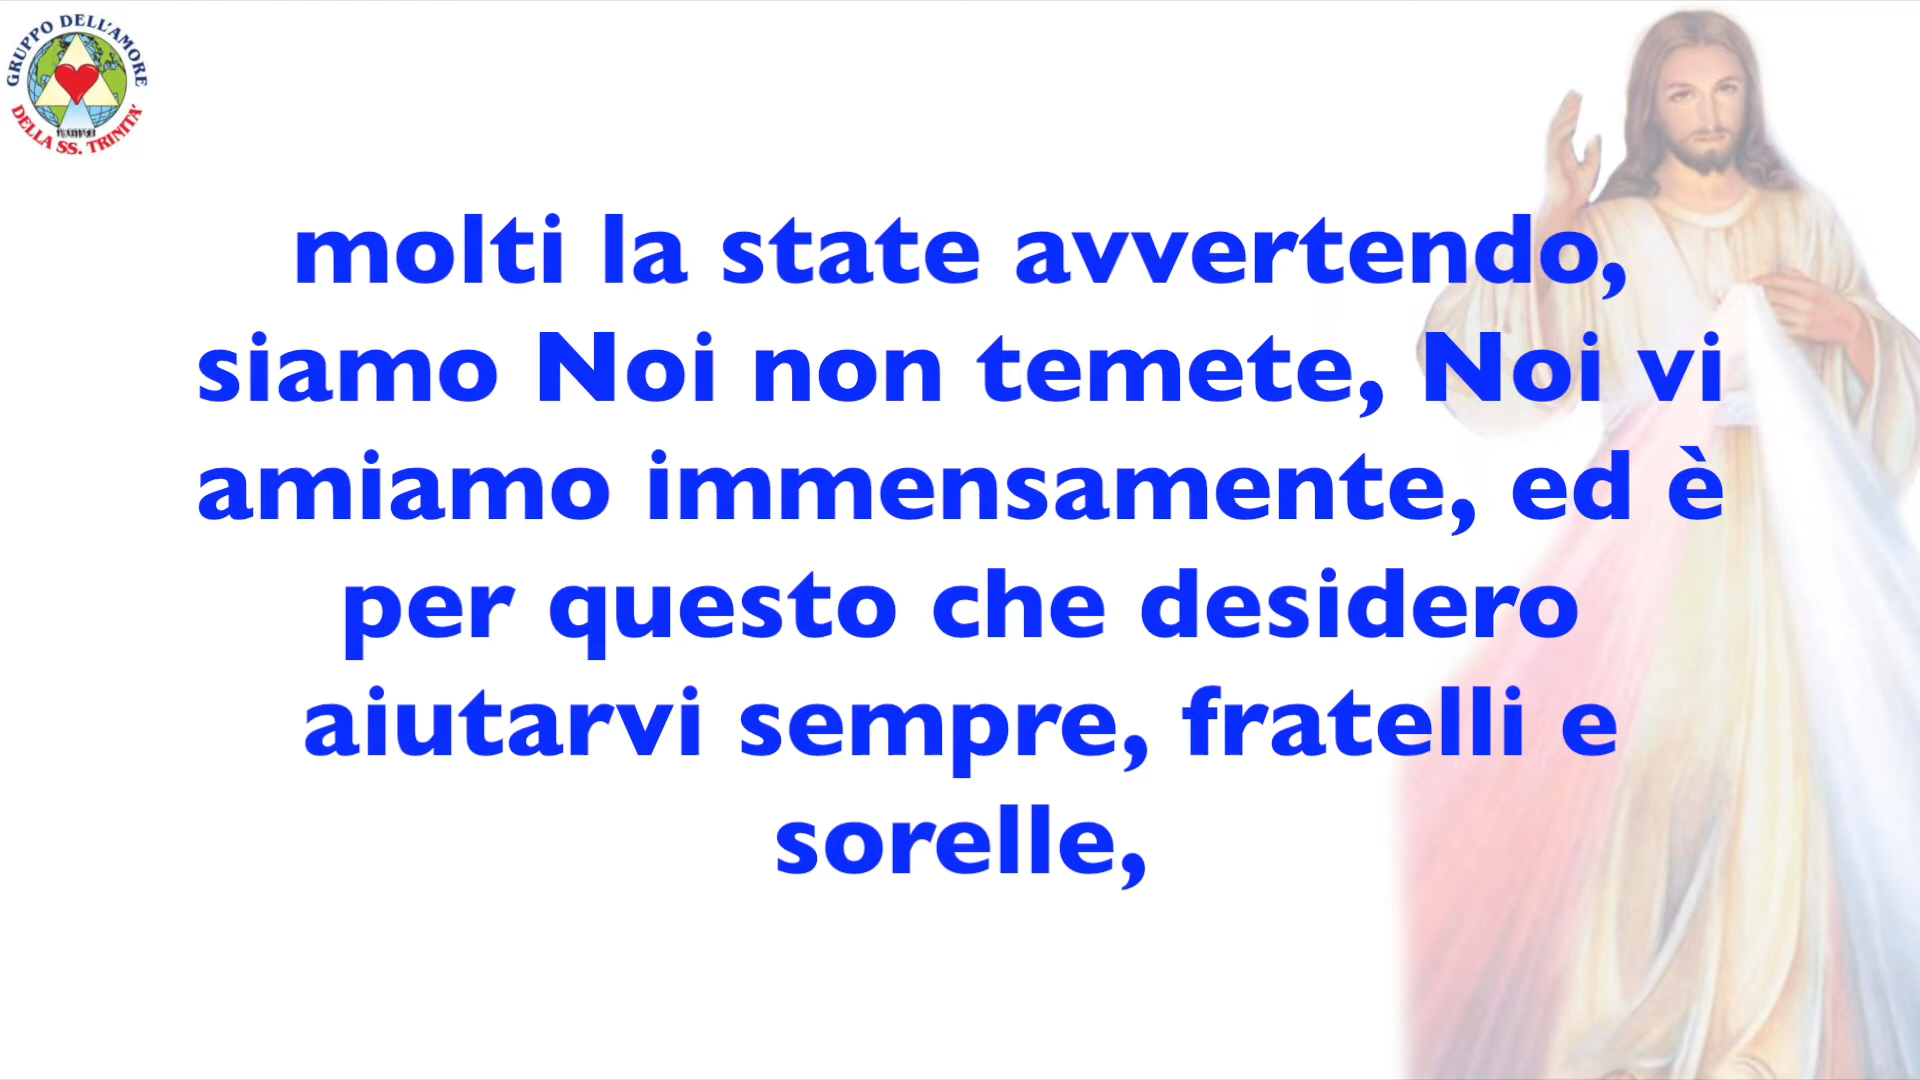 GRUPPO DELL'AMORE
DELLA SS. TRINITA'
molti la state avvertendo,
siamo Noi non temete, Noi vi
amiamo immensamente, ed è
per questo che desidero
aiutarvi sempre, fratelli e
sorelle,